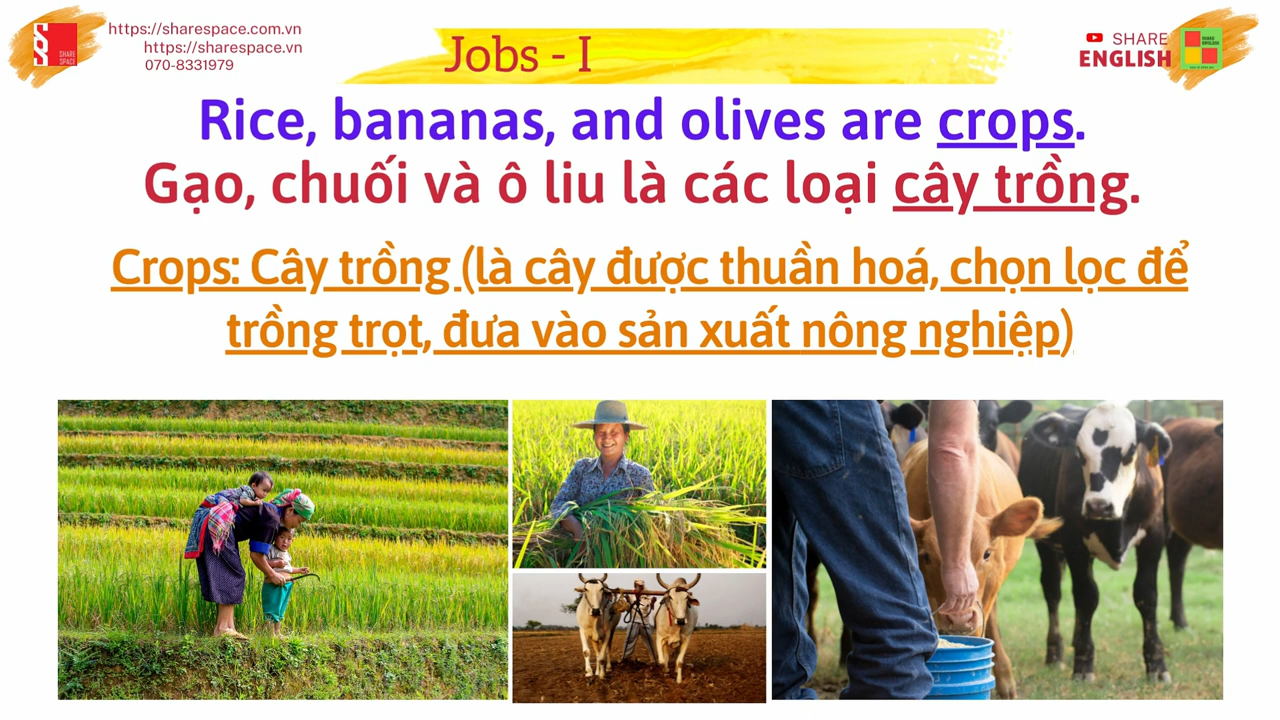 https://sharespace.com.vn
https://sharespace.vn
070-8331979
SHARE
SPACE
Jobs - I
SHARE
ENGLISH
Rice, bananas, and olives are crops.
Gạo, chuối và ô liu là các loại cây trồng.
Crops: Cây trồng (là cây được thuần hoá, chọn lọc để
trồng trọt, đưa vào sản xuất nông nghiệp)